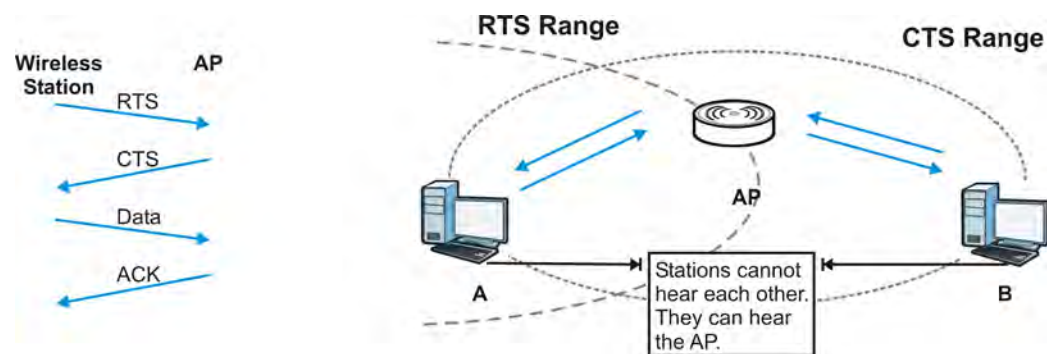 RTS Range
CTS Range
Wireless
Station
AP
RTS
CTS
Data
ACK
AP
A
Stations cannot
hear each other.
They can hear
the AP.
B